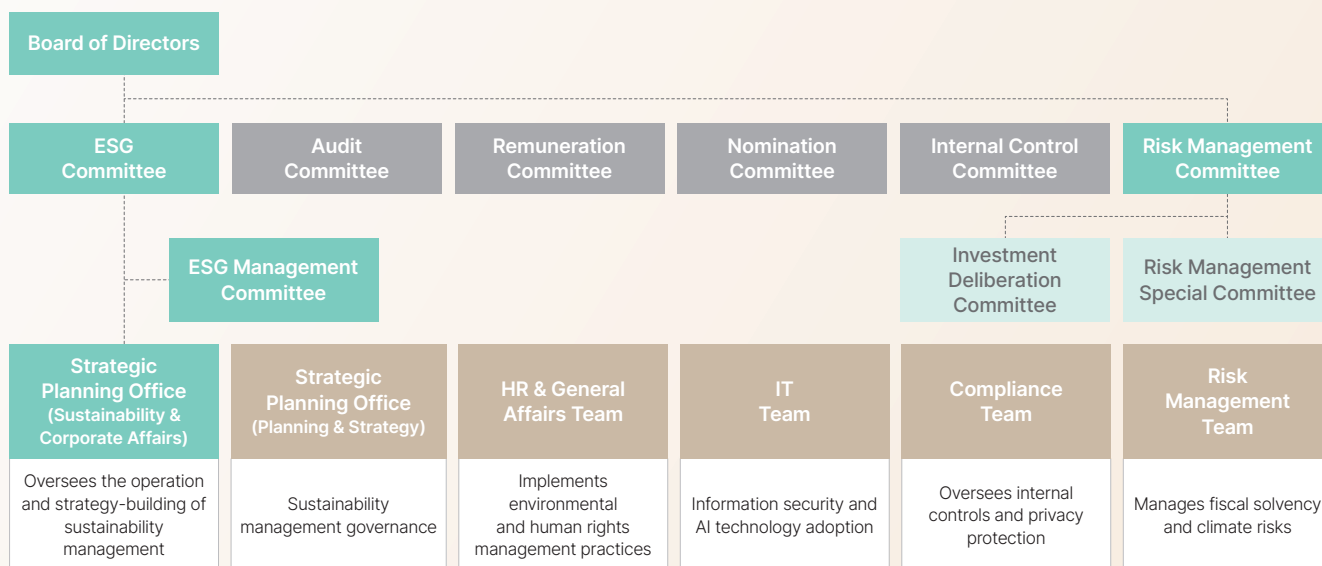 Board of Directors
ESG
Committee
Audit
Committee
Remuneration
Committee
Nomination
Committee
Internal Control
Committee
Risk Management
Committee
ESG Management
Committee
Investment
Deliberation
Committee
Risk Management
Special Committee
Strategic
Planning Office
(Sustainability &
Corporate Affairs)
Strategic
Planning Office
(Planning & Strategy)
HR & General
Affairs Team
IT
Team
Compliance
Team
Risk
Management
Team
Oversees the operation
and strategy-building of
sustainability
management
Sustainability
management governance
Implements
environmental
and human rights
management practices
Information security and
AI technology adoption
Oversees internal
controls and privacy
protection
Manages fiscal solvency
and climate risks